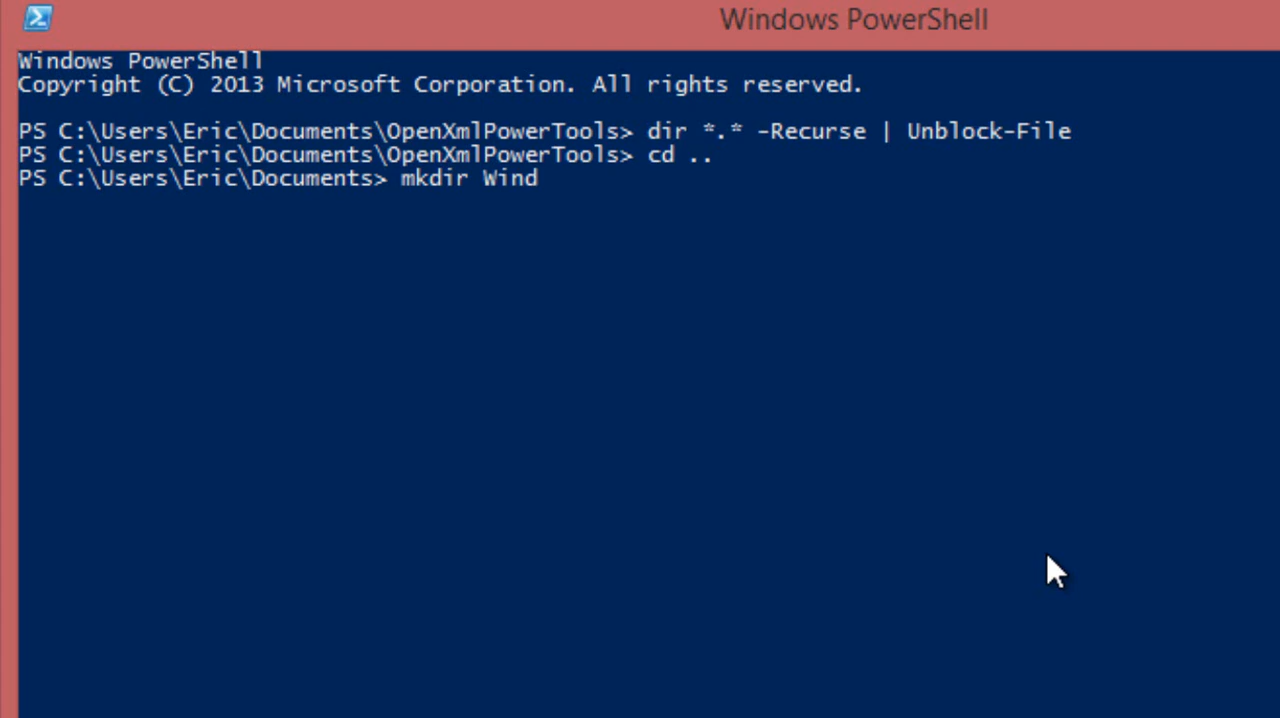 Windows PowerShell
Windows PowerShell
Copyright (C) 2013 Microsoft Corporation. All rights reserved.
PS C:\Users\Eric\Documents\OpenXmlPowerTools> dir *.* -Recurse | Unblock-File
PS C:\Users\Eric\Documents\OpenXmlPowerTools> cd ..
PS C:\Users\Eric\Documents> mkdir Wind